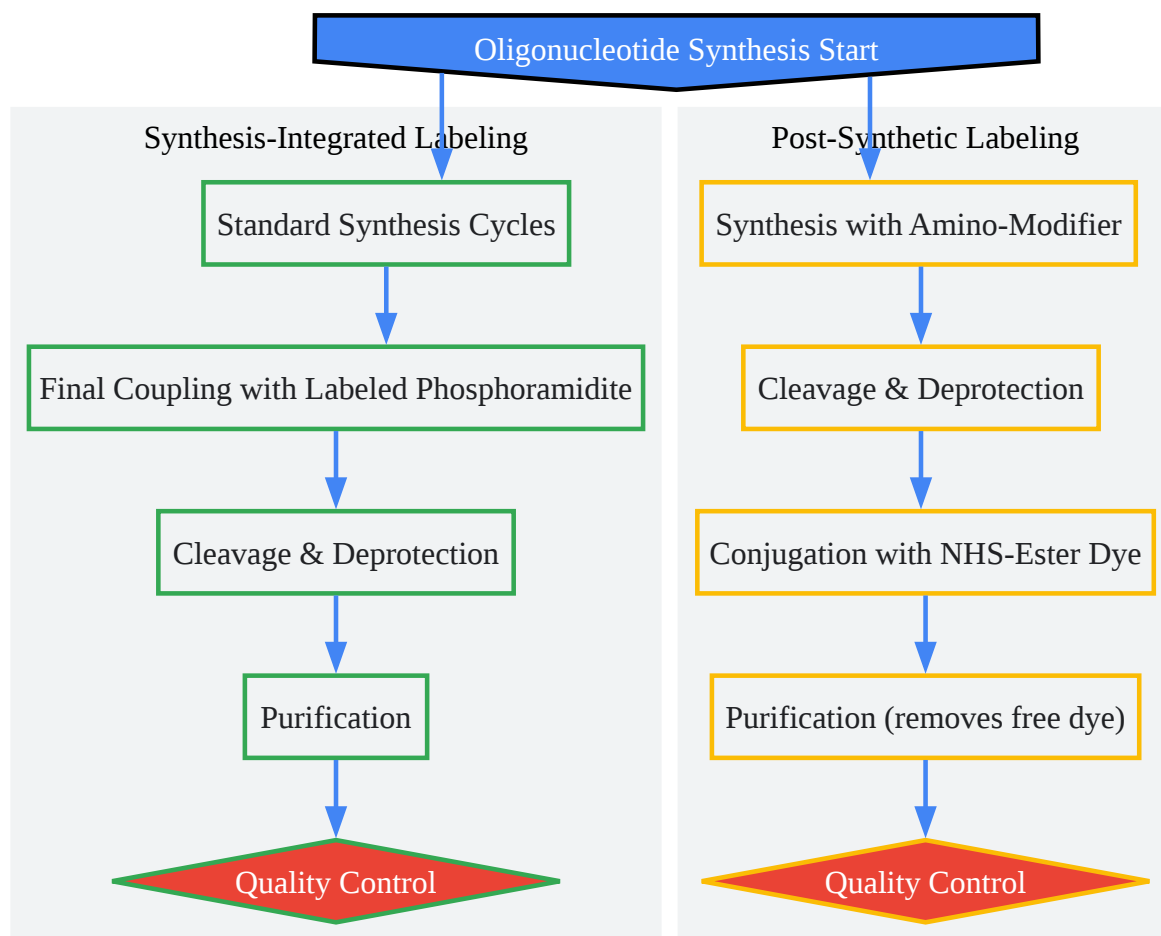 Oligonucleotide Synthesis Start
Synthesis-Integrated Labeling
Standard Synthesis Cycles
Final Coupling with Labeled Phosphoramidite
Cleavage & Deprotection
Purification
Quality Control
Post-Synthetic Labeling
Synthesis with Amino-Modifier
Cleavage & Deprotection
Conjugation with NHS-Ester Dye
Purification (removes free dye)
Quality Control